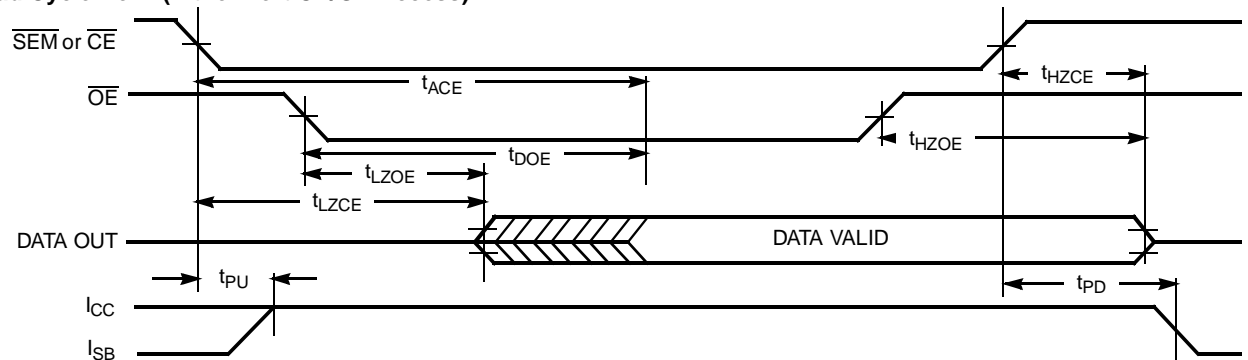 SEM or CE
tACE
tHZCE
OE
tHZOE
tDOE
tLZOE
tLZCE
DATA OUT
DATA VALID
tPU
tPD
ICC
ISB